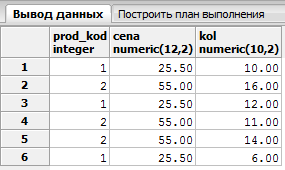 Вывод данных Построить план выполнения
prod_kod cena kol
integer numeric(12,2) numeric(10,2)
1 1 25.50 10.00
2 2 55.00 16.00
3 1 25.50 12.00
4 2 55.00 11.00
5 2 55.00 14.00
6 1 25.50 6.00